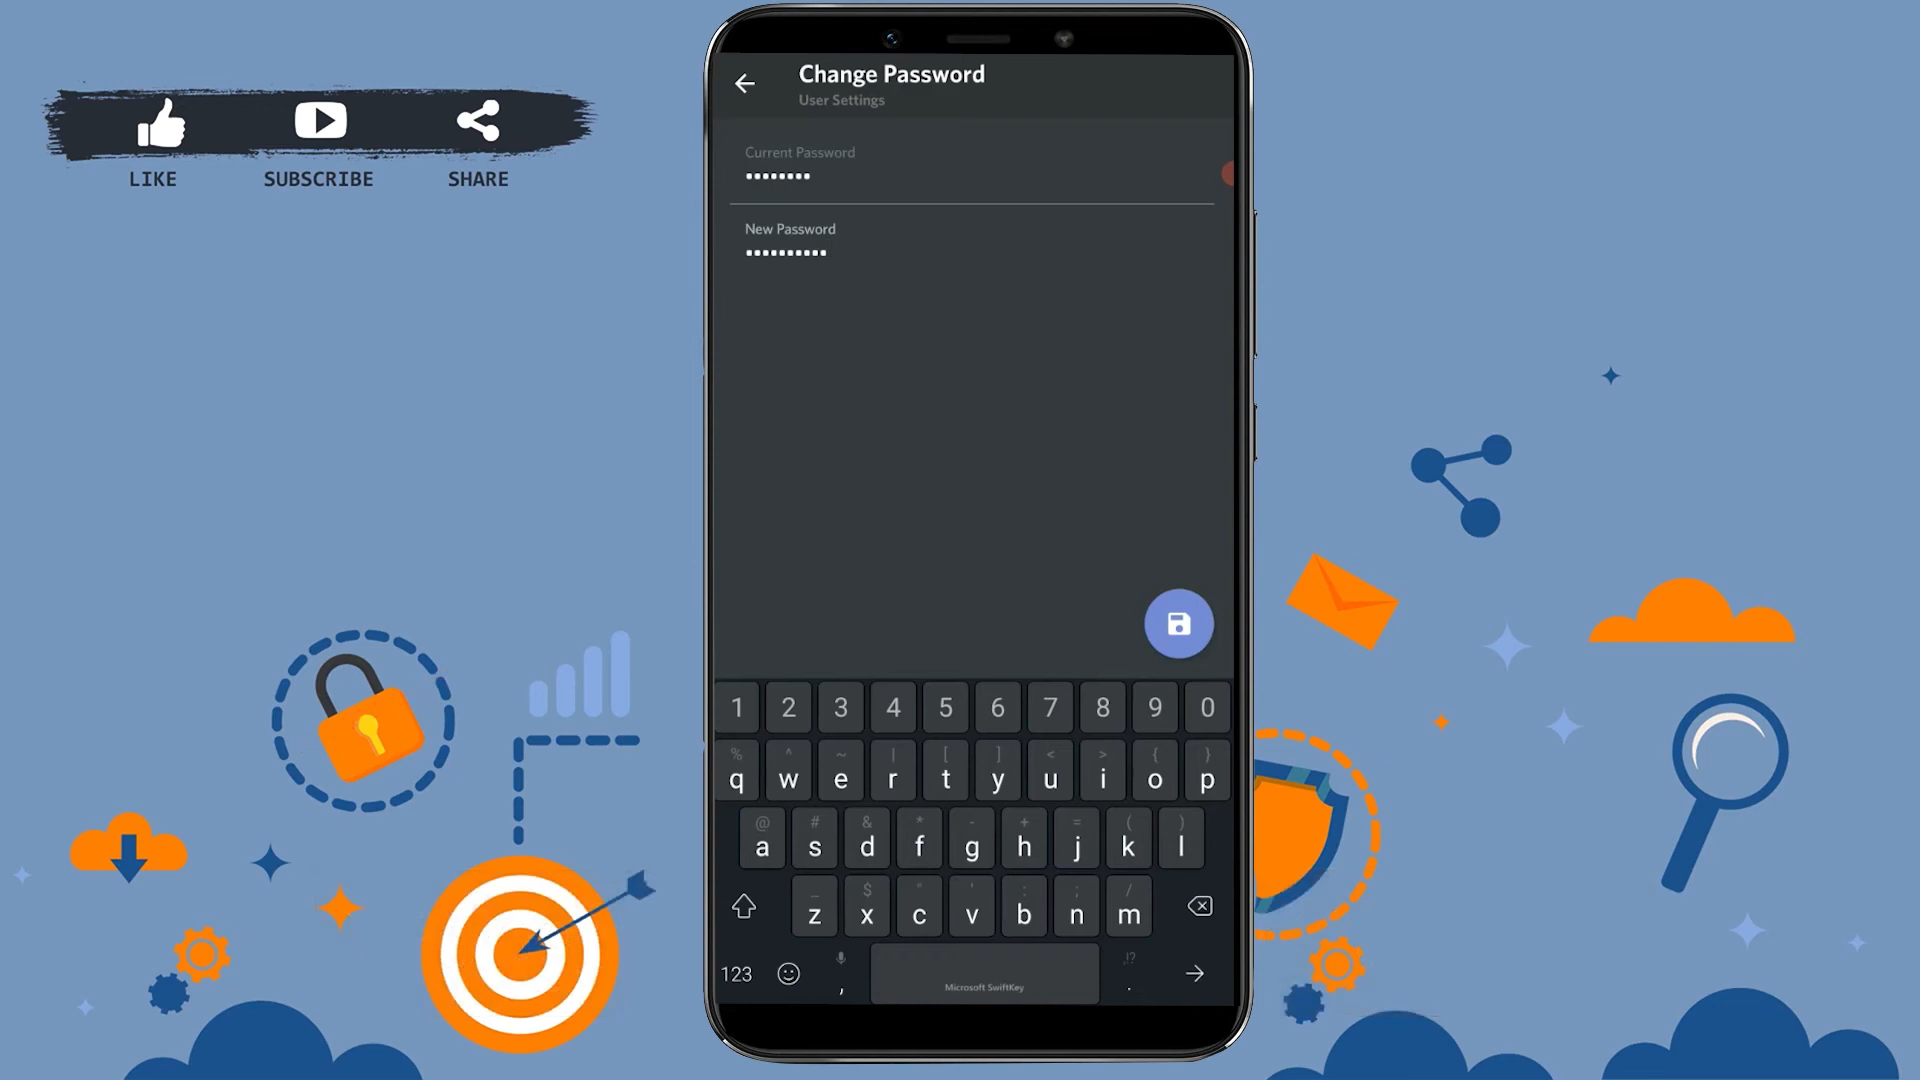 LIKE SUBSCRIBE SHARE
Change Password
User Settings
Current Password
••••••••
New Password
••••••••••
1 2 3 4 5 6 7 8 9 0
% ^ ~ | [ ] < > { }
q w e r t y u i o p
@ # & * - + = ( )
a s d f g h j k l
_ $ " ' : ; /
z x c v b n m
123 , Microsoft SwiftKey ,!? .